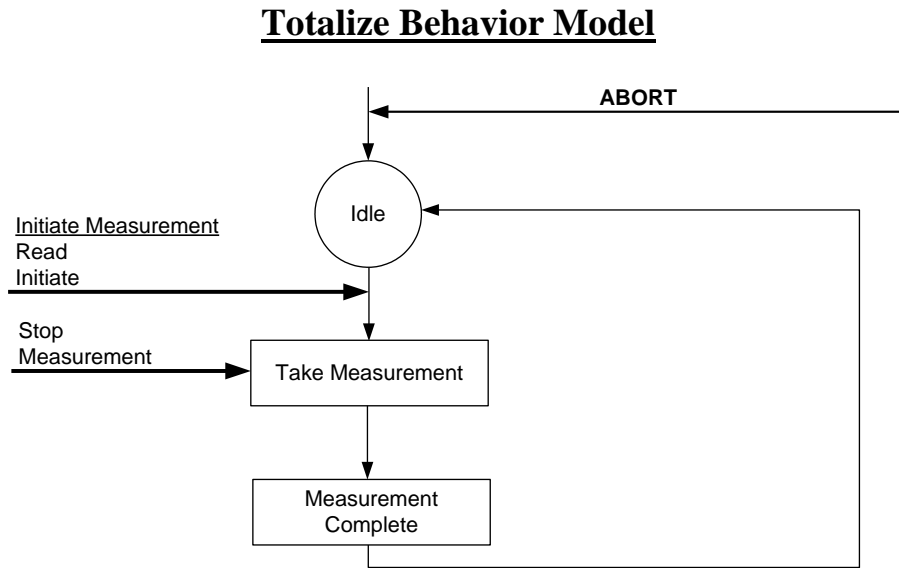 Totalize Behavior Model
ABORT
Idle
Initiate Measurement
Read
Initiate
Stop
Measurement
Take Measurement
Measurement
Complete